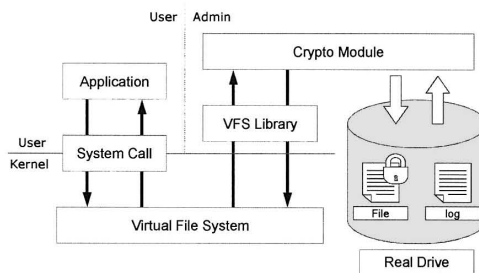 User
Admin
Crypto Module
Application
VFS Library
User
System Call
Kernel
File
log
Virtual File System
Real Drive